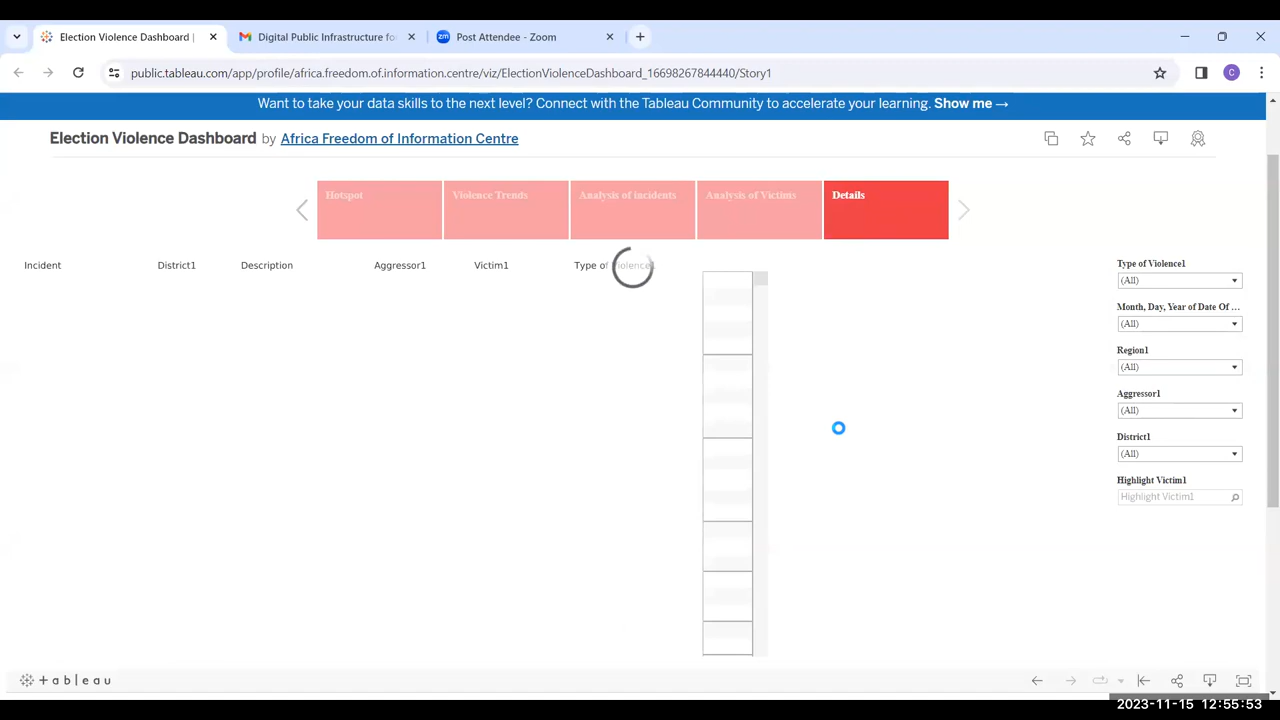 Election Violence Dashboard |
Digital Public Infrastructure fo
Post Attendee - Zoom
public.tableau.com/app/profile/africa.freedom.of.information.centre/viz/ElectionViolenceDashboard_16698267844440/Story1
C
Want to take your data skills to the next level? Connect with the Tableau Community to accelerate your learning. Show me →
Election Violence Dashboard by Africa Freedom of Information Centre
Hotspot
Violence Trends
Analysis of incidents
Analysis of Victims
Details
Incident
District1
Description
Aggressor1
Victim1
Type of Violence1
Type of Violence1
(All)
Month, Day, Year of Date Of ...
(All)
Region1
(All)
Aggressor1
(All)
District1
(All)
Highlight Victim1
Highlight Victim1
+ a b l e a u
2023-11-15 12:55:53